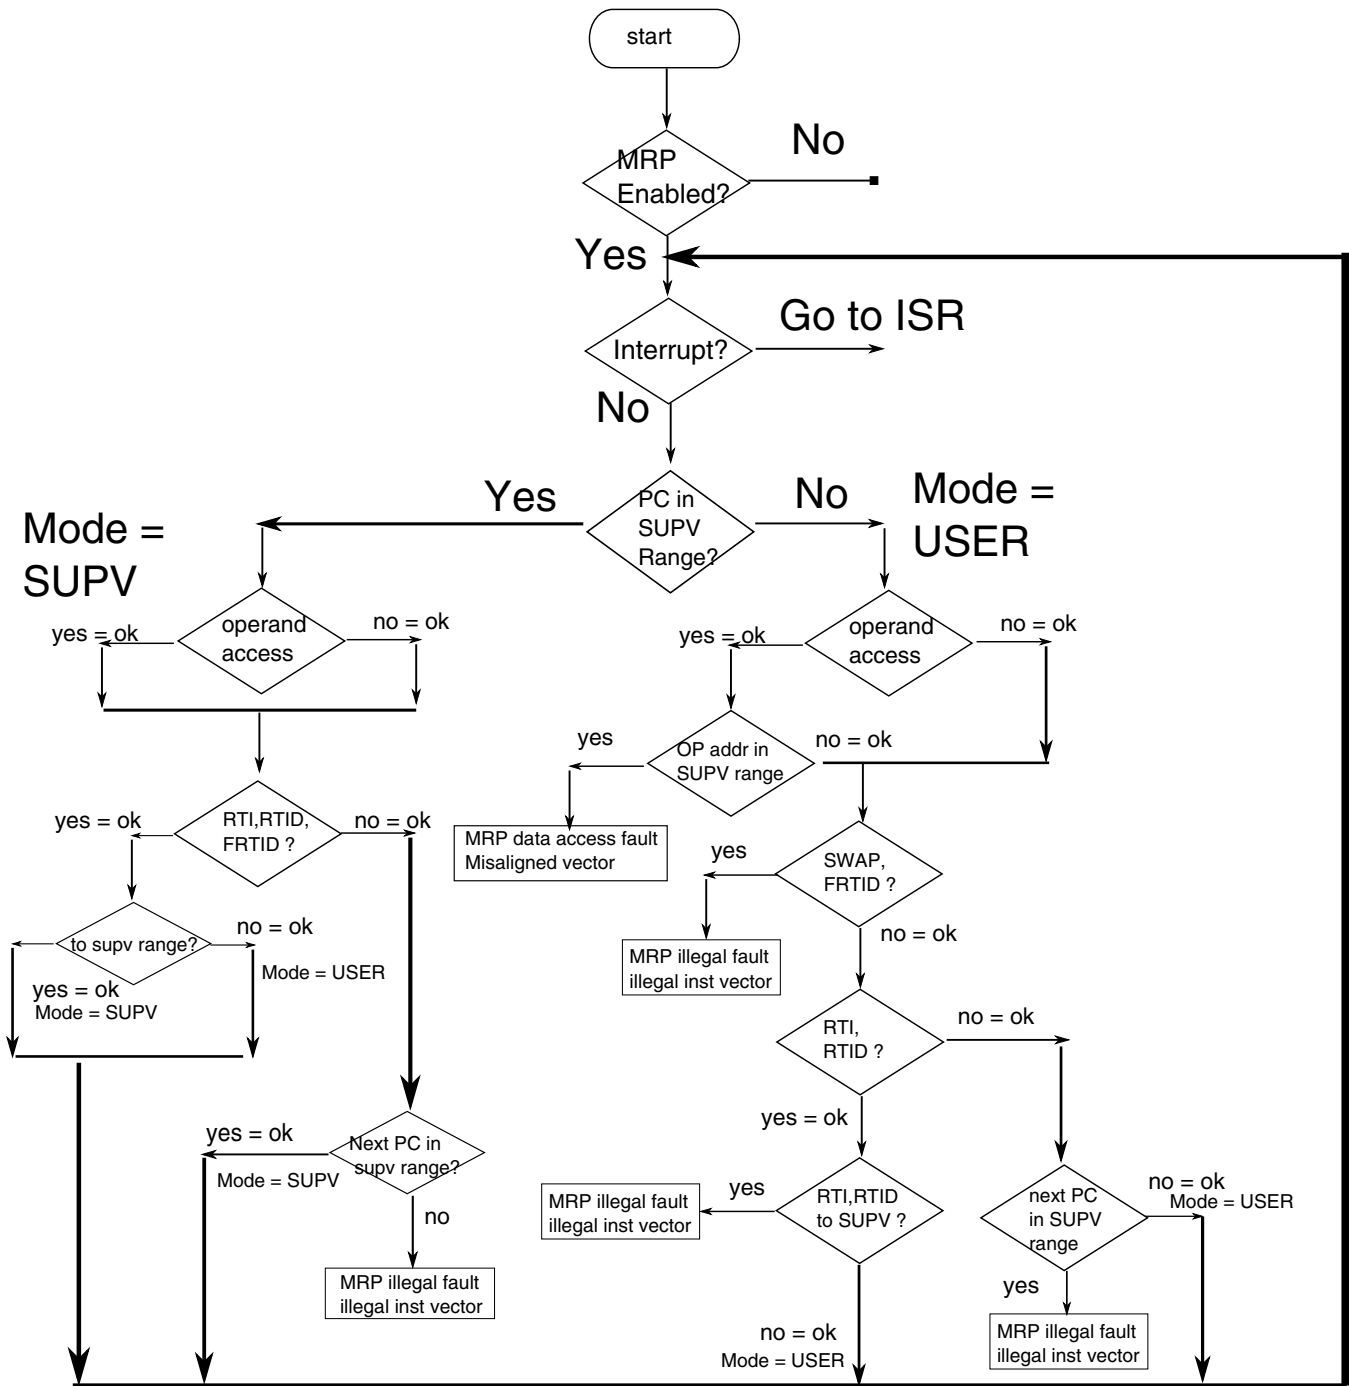 start
No
MRP
Enabled?
Yes
Go to ISR
Interrupt?
No
Yes
PC in
SUPV
Range?
No
Mode =
USER
Mode =
SUPV
yes = ok
operand
access
no = ok
yes = ok
operand
access
no = ok
yes
OP addr in
SUPV range
no = ok
yes = ok
RTI,RTID,
FRTID ?
no = ok
MRP data access fault
Misaligned vector
yes
SWAP,
FRTID ?
no = ok
to supv range?
no = ok
Mode = USER
yes = ok
Mode = SUPV
MRP illegal fault
illegal inst vector
RTI,
RTID ?
no = ok
yes = ok
yes = ok
Next PC in
supv range?
Mode = SUPV
no
MRP illegal fault
illegal inst vector
MRP illegal fault
illegal inst vector
yes
RTI,RTID
to SUPV ?
next PC
in SUPV
range
no = ok
Mode = USER
yes
no = ok
Mode = USER
MRP illegal fault
illegal inst vector